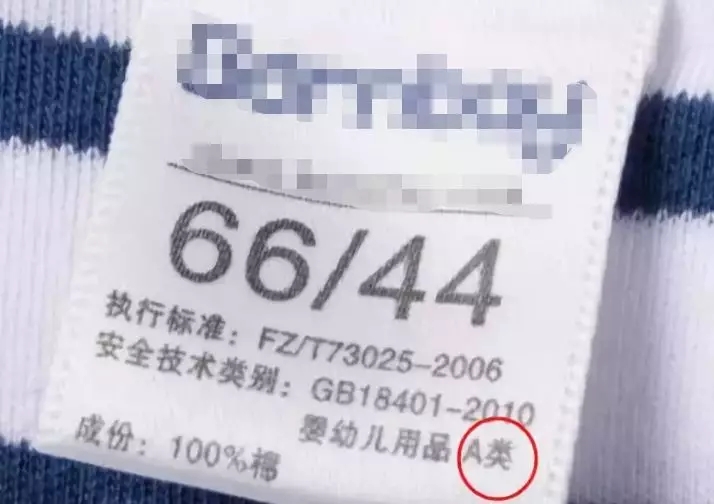 66/44
执行标准：FZ/T73025-2006
安全技术类别：GB18401-2010
婴幼儿用品 A类
成份：100%棉